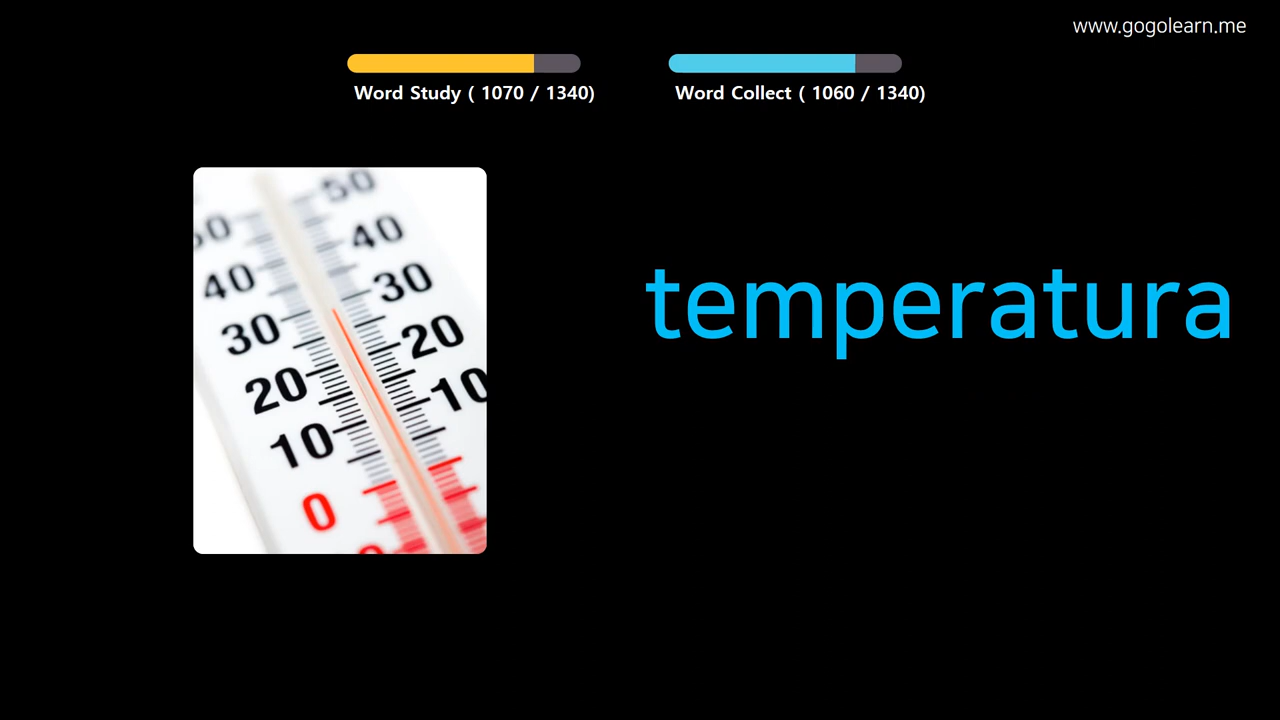 www.gogolearn.me
Word Study ( 1070 / 1340)
Word Collect ( 1060 / 1340)
50
40
40
30
30
20
20
10
10
0
temperatura